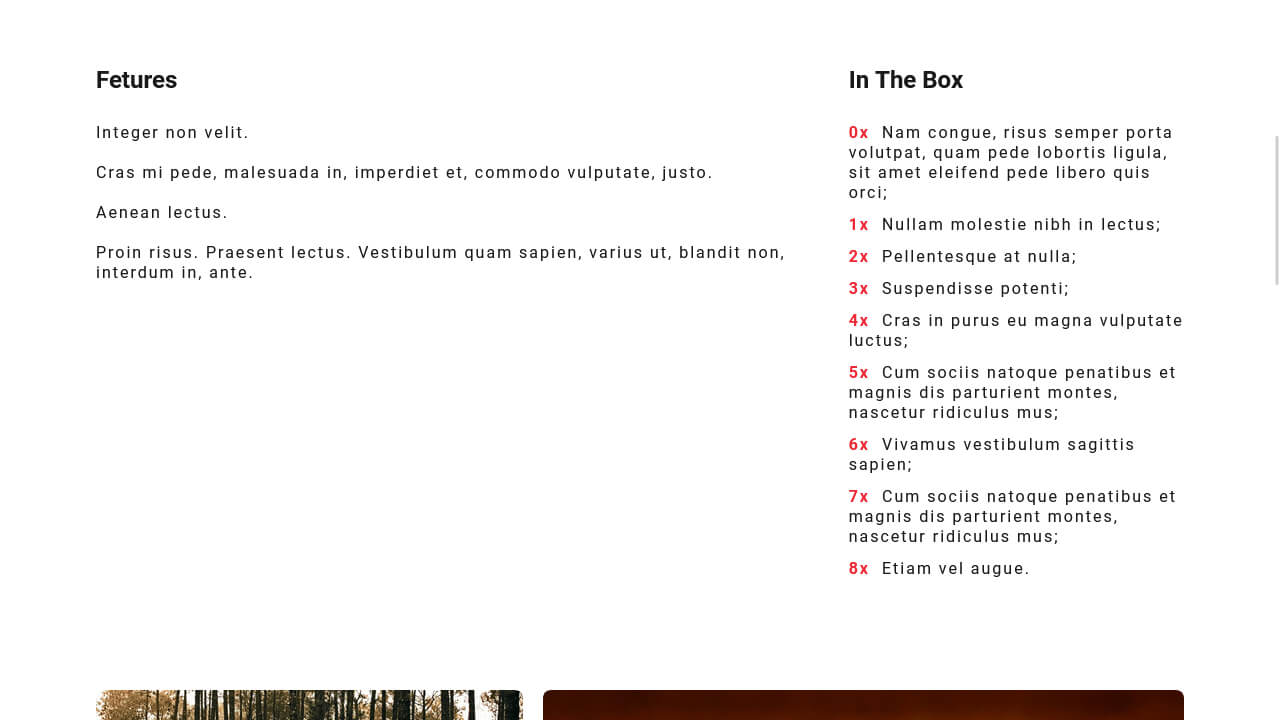 Fetures
Integer non velit.
Cras mi pede, malesuada in, imperdiet et, commodo vulputate, justo.
Aenean lectus.
Proin risus. Praesent lectus. Vestibulum quam sapien, varius ut, blandit non,
interdum in, ante.
In The Box
0x Nam congue, risus semper porta
volutpat, quam pede lobortis ligula,
sit amet eleifend pede libero quis
orci;
1x Nullam molestie nibh in lectus;
2x Pellentesque at nulla;
3x Suspendisse potenti;
4x Cras in purus eu magna vulputate
luctus;
5x Cum sociis natoque penatibus et
magnis dis parturient montes,
nascetur ridiculus mus;
6x Vivamus vestibulum sagittis
sapien;
7x Cum sociis natoque penatibus et
magnis dis parturient montes,
nascetur ridiculus mus;
8x Etiam vel augue.